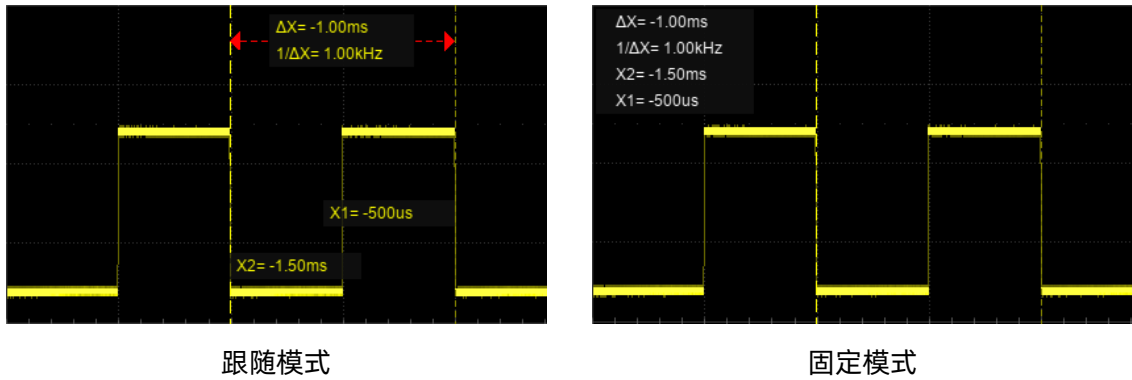 ΔX= -1.00ms
1/ΔX= 1.00kHz
X1= -500us
X2= -1.50ms
跟随模式
ΔX= -1.00ms
1/ΔX= 1.00kHz
X2= -1.50ms
X1= -500us
固定模式